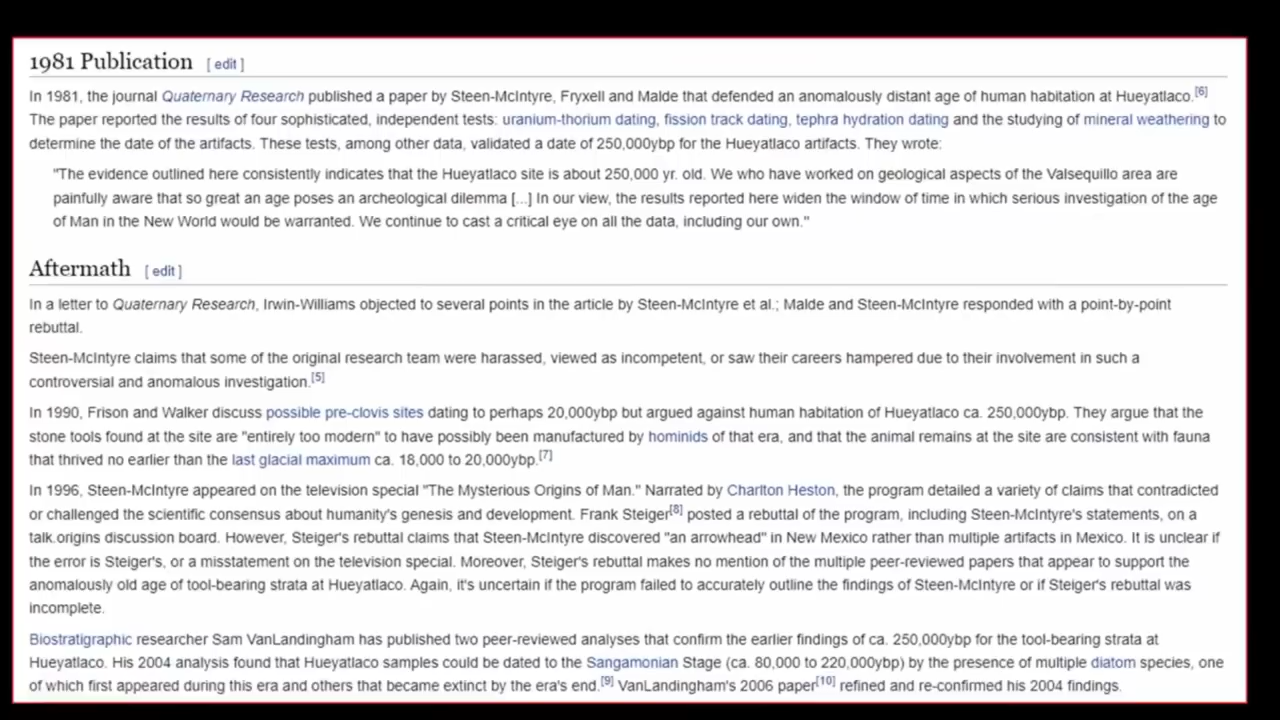 1981 Publication [ edit ]
In 1981, the journal Quaternary Research published a paper by Steen-McIntyre, Fryxell and Malde that defended an anomalously distant age of human habitation at Hueyatlaco.[6]
The paper reported the results of four sophisticated, independent tests: uranium-thorium dating, fission track dating, tephra hydration dating and the studying of mineral weathering to
determine the date of the artifacts. These tests, among other data, validated a date of 250,000ybp for the Hueyatlaco artifacts. They wrote:
"The evidence outlined here consistently indicates that the Hueyatlaco site is about 250,000 yr. old. We who have worked on geological aspects of the Valsequillo area are
painfully aware that so great an age poses an archeological dilemma [...] In our view, the results reported here widen the window of time in which serious investigation of the age
of Man in the New World would be warranted. We continue to cast a critical eye on all the data, including our own."
Aftermath [ edit ]
In a letter to Quaternary Research, Irwin-Williams objected to several points in the article by Steen-McIntyre et al.; Malde and Steen-McIntyre responded with a point-by-point
rebuttal.
Steen-McIntyre claims that some of the original research team were harassed, viewed as incompetent, or saw their careers hampered due to their involvement in such a
controversial and anomalous investigation.[5]
In 1990, Frison and Walker discuss possible pre-clovis sites dating to perhaps 20,000ybp but argued against human habitation of Hueyatlaco ca. 250,000ybp. They argue that the
stone tools found at the site are "entirely too modern" to have possibly been manufactured by hominids of that era, and that the animal remains at the site are consistent with fauna
that thrived no earlier than the last glacial maximum ca. 18,000 to 20,000ybp.[7]
In 1996, Steen-McIntyre appeared on the television special "The Mysterious Origins of Man." Narrated by Charlton Heston, the program detailed a variety of claims that contradicted
or challenged the scientific consensus about humanity's genesis and development. Frank Steiger[8] posted a rebuttal of the program, including Steen-McIntyre's statements, on a
talk.origins discussion board. However, Steiger's rebuttal claims that Steen-McIntyre discovered "an arrowhead" in New Mexico rather than multiple artifacts in Mexico. It is unclear if
the error is Steiger's, or a misstatement on the television special. Moreover, Steiger's rebuttal makes no mention of the multiple peer-reviewed papers that appear to support the
anomalously old age of tool-bearing strata at Hueyatlaco. Again, it's uncertain if the program failed to accurately outline the findings of Steen-McIntyre or if Steiger's rebuttal was
incomplete.
Biostratigraphic researcher Sam VanLandingham has published two peer-reviewed analyses that confirm the earlier findings of ca. 250,000ybp for the tool-bearing strata at
Hueyatlaco. His 2004 analysis found that Hueyatlaco samples could be dated to the Sangamonian Stage (ca. 80,000 to 220,000ybp) by the presence of multiple diatom species, one
of which first appeared during this era and others that became extinct by the era's end.[9] VanLandingham's 2006 paper[10] refined and re-confirmed his 2004 findings.